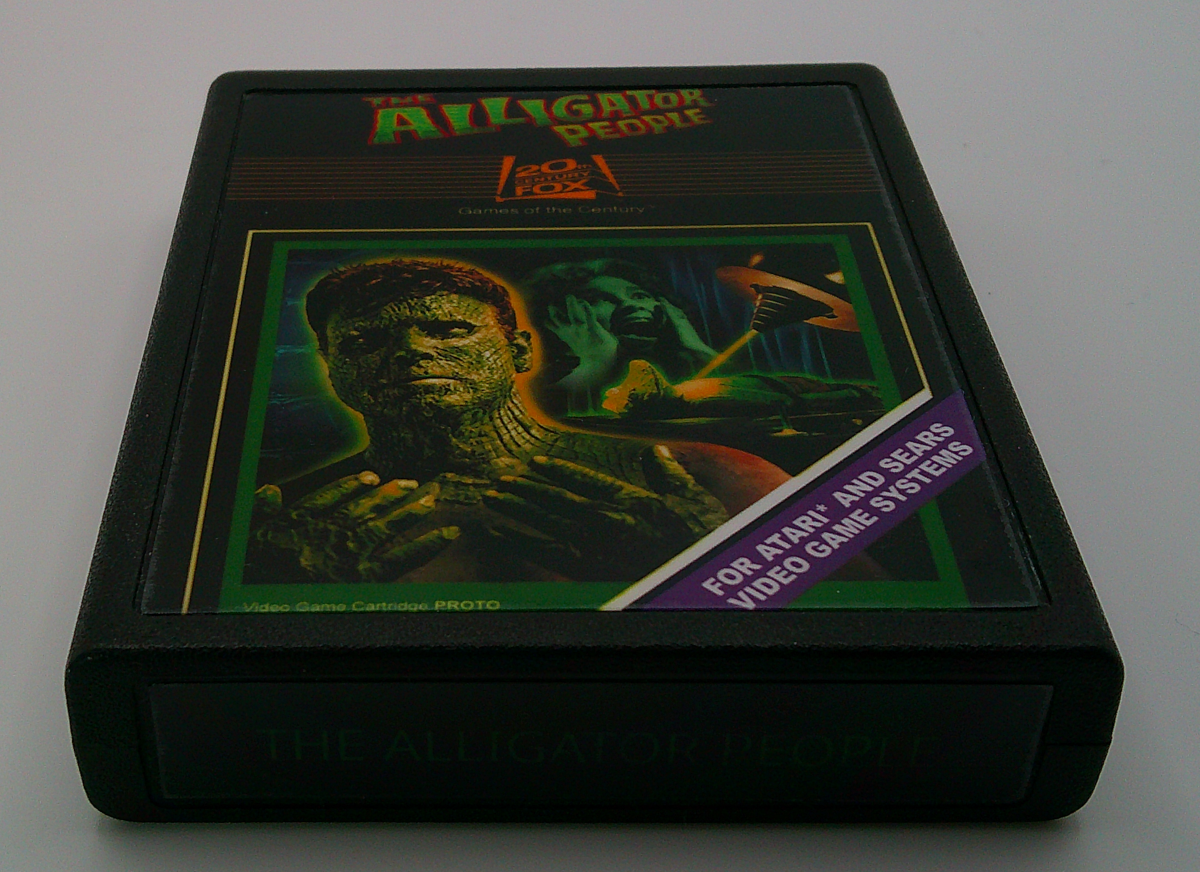 THE
ALLIGATOR
PEOPLE
20th
CENTURY
FOX
Games of the Century™
FOR ATARI* AND SEARS
VIDEO GAME SYSTEMS
Video Game Cartridge PROTO
THE ALLIGATOR PEOPLE